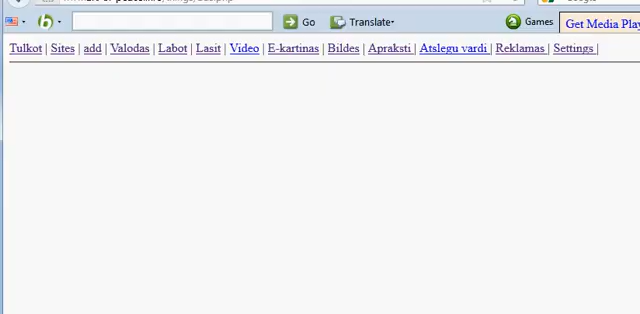 Go Translate Games Get Media Play
Tulkot | Sites | add | Valodas | Labot | Lasit | Video | E-kartinas | Bildes | Apraksti | Atslegu vardi | Reklamas | Settings |